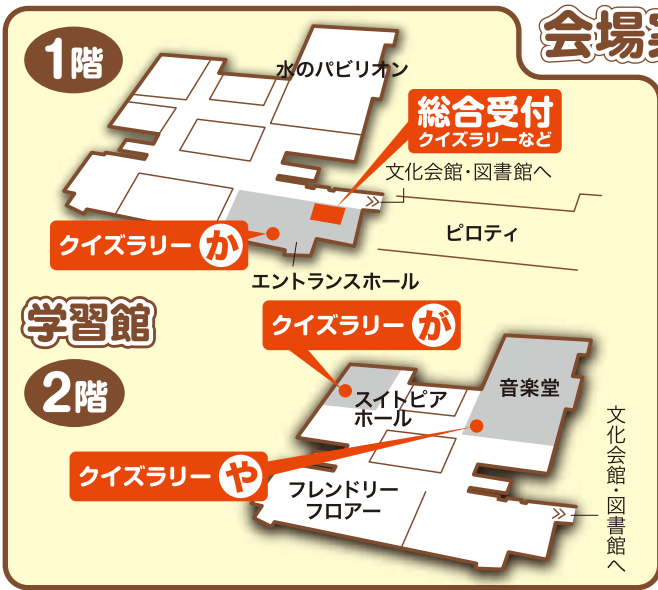 会場
1階
水のパビリオン
総合受付
クイズラリーなど
文化会館・図書館へ
ピロティ
クイズラリー か
エントランスホール
学習館
クイズラリー が
2階
スイトピア
ホール
音楽堂
クイズラリー や
フレンドリー
フロアー
文化会館・図書館へ